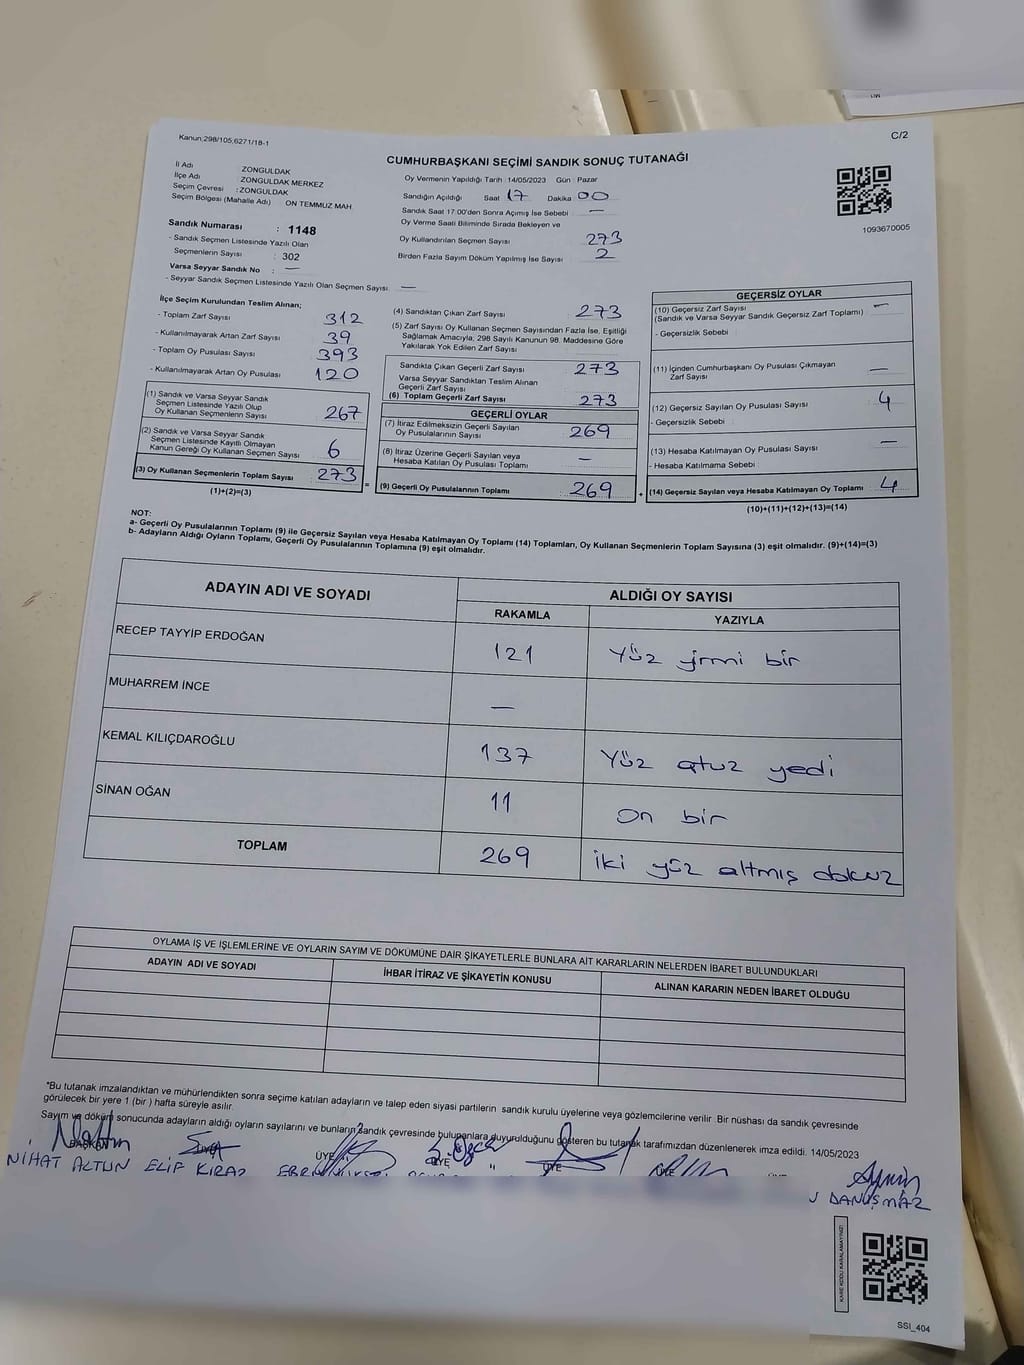 Kanun:298/105,6271/18-1
C/2
CUMHURBAŞKANI SEÇİMİ SANDIK SONUÇ TUTANAĞI
İl Adı ZONGULDAK
İlçe Adı ZONGULDAK MERKEZ
Seçim Çevresi : ZONGULDAK
Seçim Bölgesi (Mahalle Adı) ON TEMMUZ MAH.
Sandık Numarası : 1148
- Sandık Seçmen Listesinde Yazılı Olan
Seçmenlerin Sayısı : 302
Varsa Seyyar Sandık No : —
- Seyyar Sandık Seçmen Listesinde Yazılı Olan Seçmen Sayısı —
Oy Vermenin Yapıldığı Tarih :14/05/2023 Gün : Pazar
Sandığın Açıldığı Saat 17 Dakika 00
Sandık Saat 17:00'den Sonra Açımış İse Sebebi —
Oy Verme Saati Bitiminde Sırada Bekleyen ve
Oy Kullandırılan Seçmen Sayısı 273
Birden Fazla Sayım Döküm Yapılmış İse Sayısı 2
1093670005
İlçe Seçim Kurulundan Teslim Alınan;
- Toplam Zarf Sayısı 312
- Kullanılmayarak Artan Zarf Sayısı 39
- Toplam Oy Pusulası Sayısı 393
- Kullanılmayarak Artan Oy Pusulası 120
(1) Sandık ve Varsa Seyyar Sandık
Seçmen Listesinde Yazılı Olup
Oy Kullanan Seçmenlerin Sayısı 267
(2) Sandık ve Varsa Seyyar Sandık
Seçmen Listesinde Kayıtlı Olmayan
Kanun Gereği Oy Kullanan Seçmen Sayısı 6
(3) Oy Kullanan Seçmenlerin Toplam Sayısı 273
(1)+(2)=(3)
(4) Sandıktan Çıkan Zarf Sayısı 273
(5) Zarf Sayısı Oy Kullanan Seçmen Sayısından Fazla İse, Eşitliği
Sağlamak Amacıyla, 298 Sayılı Kanunun 98. Maddesine Göre
Yakılarak Yok Edilen Zarf Sayısı
Sandıkta Çıkan Geçerli Zarf Sayısı 273
Varsa Seyyar Sandıktan Teslim Alınan
Geçerli Zarf Sayısı
(6) Toplam Geçerli Zarf Sayısı 273
GEÇERLİ OYLAR
(7) İtiraz Edilmeksizin Geçerli Sayılan
Oy Pusulalarının Sayısı 269
(8) İtiraz Üzerine Geçerli Sayılan ve
Hesaba Katılan Oy Pusulası Toplamı —
= (9) Geçerli Oy Pusulalarının Toplamı 269 +
GEÇERSİZ OYLAR
(10) Geçersiz Zarf Sayısı —
(Sandık ve Varsa Seyyar Sandık Geçersiz Zarf Toplamı)
- Geçersizlik Sebebi :
(11) İçinden Cumhurbaşkanı Oy Pusulası Çıkmayan
Zarf Sayısı —
(12) Geçersiz Sayılan Oy Pusulası Sayısı 4
- Geçersizlik Sebebi :
(13) Hesaba Katılmayan Oy Pusulası Sayısı —
- Hesaba Katılmama Sebebi :
(14) Geçersiz Sayılan veya Hesaba Katılmayan Oy Toplamı 4
(10)+(11)+(12)+(13)=(14)
NOT:
a- Geçerli Oy Pusulalarının Toplamı (9) ile Geçersiz Sayılan veya Hesaba Katılmayan Oy Toplamı (14) Toplamları, Oy Kullanan Seçmenlerin Toplam Sayısına (3) eşit olmalıdır. (9)+(14)=(3)
b- Adayların Aldığı Oyların Toplamı, Geçerli Oy Pusulalarının Toplamına (9) eşit olmalıdır.
ADAYIN ADI VE SOYADI ALDIĞI OY SAYISI
RAKAMLA YAZIYLA
RECEP TAYYİP ERDOĞAN 121 Yüz yirmi bir
MUHARREM İNCE —
KEMAL KILIÇDAROĞLU 137 Yüz otuz yedi
SİNAN OĞAN 11 on bir
TOPLAM 269 iki yüz altmış dokuz
OYLAMA İŞ VE İŞLEMLERİNE VE OYLARIN SAYIM VE DÖKÜMÜNE DAİR ŞİKAYETLERLE BUNLARA AİT KARARLARIN NELERDEN İBARET BULUNDUKLARI
ADAYIN ADI VE SOYADI İHBAR İTİRAZ VE ŞİKAYETİN KONUSU ALINAN KARARIN NEDEN İBARET OLDUĞU
*Bu tutanak imzalandıktan ve mühürlendikten sonra seçime katılan adayların ve talep eden siyasi partilerin sandık kurulu üyelerine veya gözlemcilerine verilir. Bir nüshası da sandık çevresinde
görülecek bir yere 1 (bir ) hafta süreyle asılır.
Sayım ve döküm sonucunda adayların aldığı oyların sayılarını ve bunların sandık çevresinde bulunanlara duyurulduğunu gösteren bu tutanak tarafımızdan düzenlenerek imza edildi. 14/05/2023
BAŞKAN ÜYE ÜYE ÜYE ÜYE ÜYE
NİHAT ALTUN ELİF KİRAZ
DANIŞMAZ
KARE KODU KARALAMAYINIZ!
SSI_404